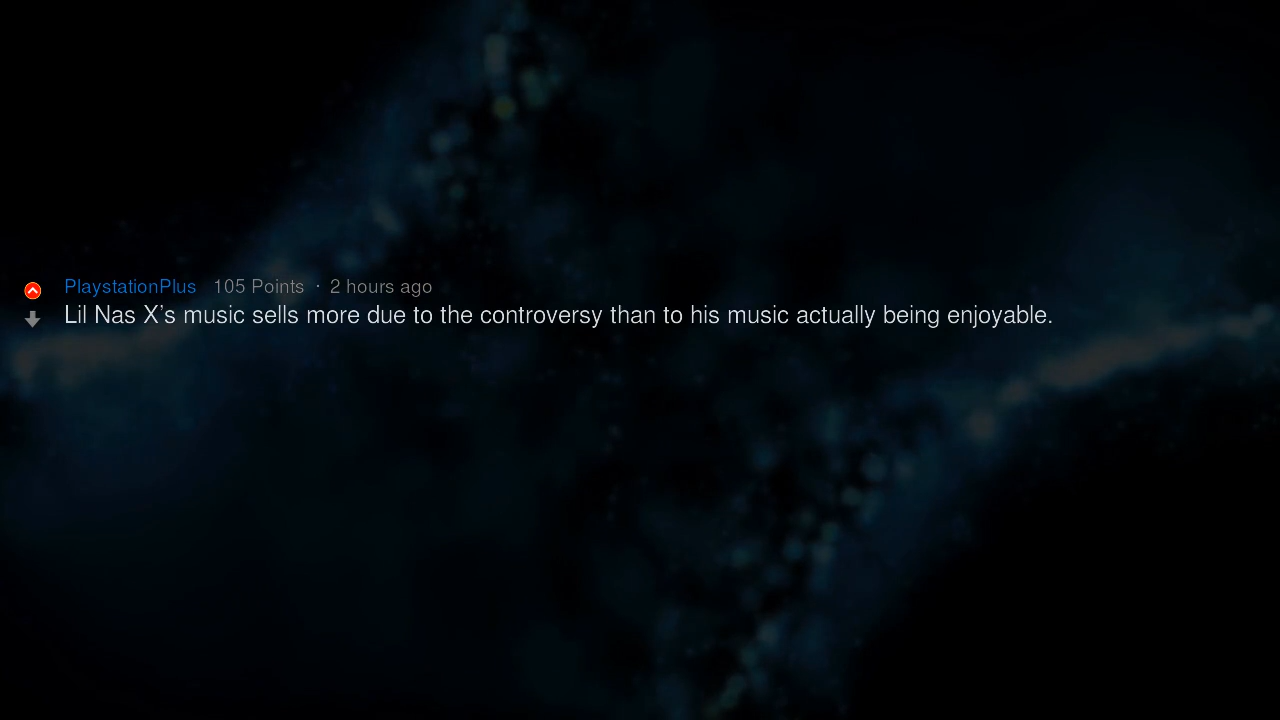 PlaystationPlus 105 Points · 2 hours ago
Lil Nas X's music sells more due to the controversy than to his music actually being enjoyable.